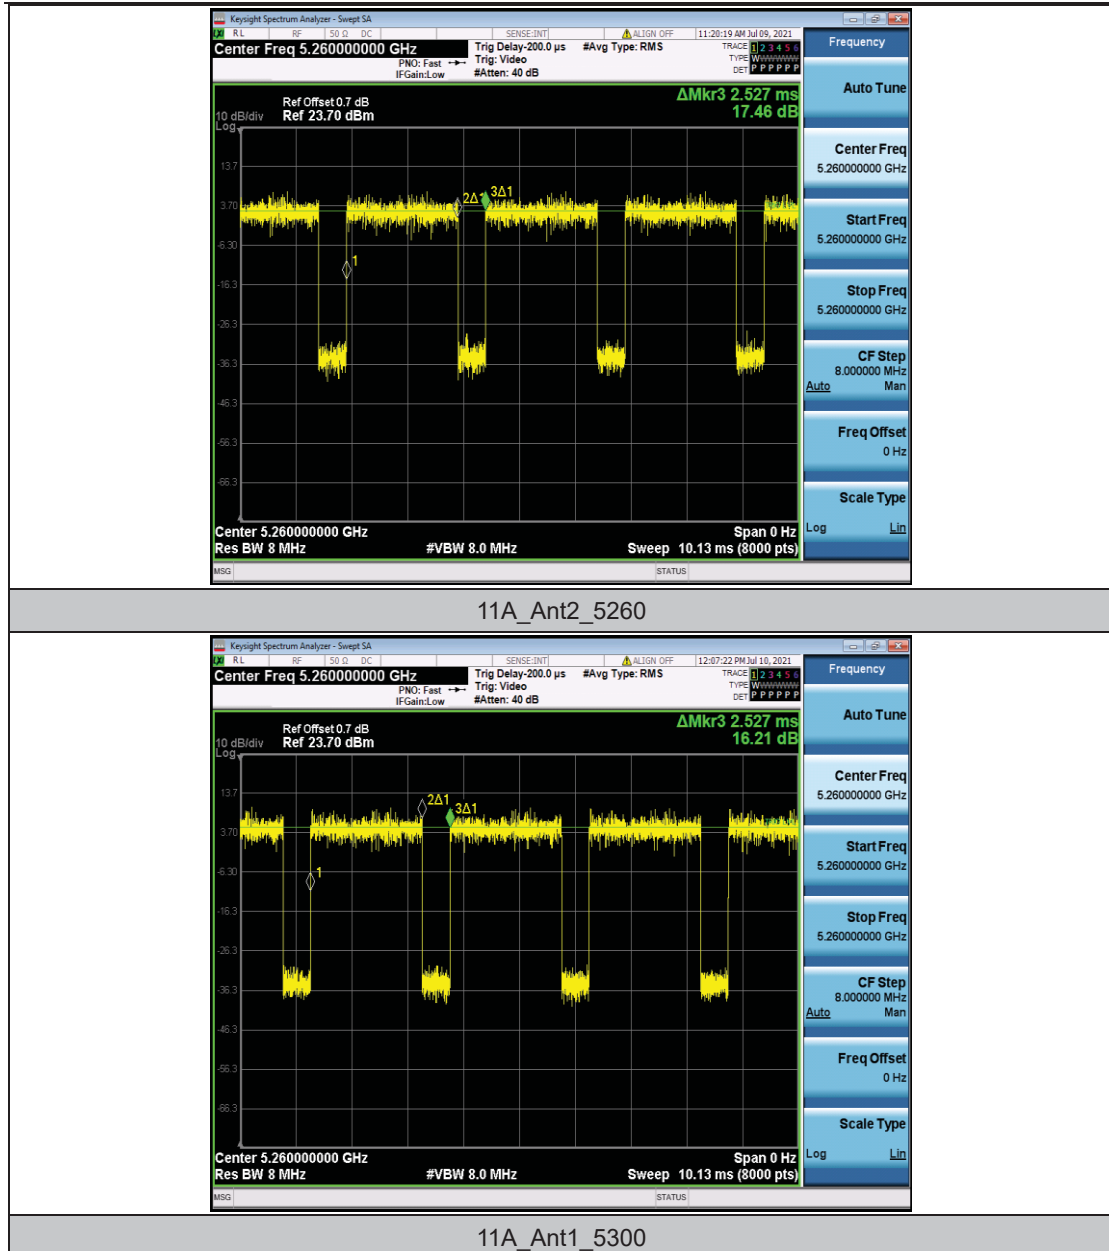 Keysight Spectrum Analyzer - Swept SA
LXI RL RF 50 Ω DC SENSE:INT ALIGN OFF 11:20:19 AM Jul 09, 2021
Center Freq 5.260000000 GHz
PNO: Fast
IFGain:Low
Trig Delay-200.0 µs
Trig: Video
#Atten: 40 dB
#Avg Type: RMS
TRACE 1 2 3 4 5 6
TYPE WWWWWW
DET P P P P P P
ΔMkr3 2.527 ms
17.46 dB
Ref Offset 0.7 dB
10 dB/div Ref 23.70 dBm
Log
13.7
3.70
-6.30
-16.3
-26.3
-36.3
-46.3
-56.3
-66.3
2Δ1
3Δ1
1
Center 5.260000000 GHz Span 0 Hz
Res BW 8 MHz #VBW 8.0 MHz Sweep 10.13 ms (8000 pts)
MSG STATUS
Frequency
Auto Tune
Center Freq
5.260000000 GHz
Start Freq
5.260000000 GHz
Stop Freq
5.260000000 GHz
CF Step
8.000000 MHz
Auto Man
Freq Offset
0 Hz
Scale Type
Log Lin
11A_Ant2_5260
Keysight Spectrum Analyzer - Swept SA
LXI RL RF 50 Ω DC SENSE:INT ALIGN OFF 12:07:22 PM Jul 10, 2021
Center Freq 5.260000000 GHz
PNO: Fast
IFGain:Low
Trig Delay-200.0 µs
Trig: Video
#Atten: 40 dB
#Avg Type: RMS
TRACE 1 2 3 4 5 6
TYPE WWWWWW
DET P P P P P P
ΔMkr3 2.527 ms
16.21 dB
Ref Offset 0.7 dB
10 dB/div Ref 23.70 dBm
Log
13.7
3.70
-6.30
-16.3
-26.3
-36.3
-46.3
-56.3
-66.3
2Δ1
3Δ1
1
Center 5.260000000 GHz Span 0 Hz
Res BW 8 MHz #VBW 8.0 MHz Sweep 10.13 ms (8000 pts)
MSG STATUS
Frequency
Auto Tune
Center Freq
5.260000000 GHz
Start Freq
5.260000000 GHz
Stop Freq
5.260000000 GHz
CF Step
8.000000 MHz
Auto Man
Freq Offset
0 Hz
Scale Type
Log Lin
11A_Ant1_5300